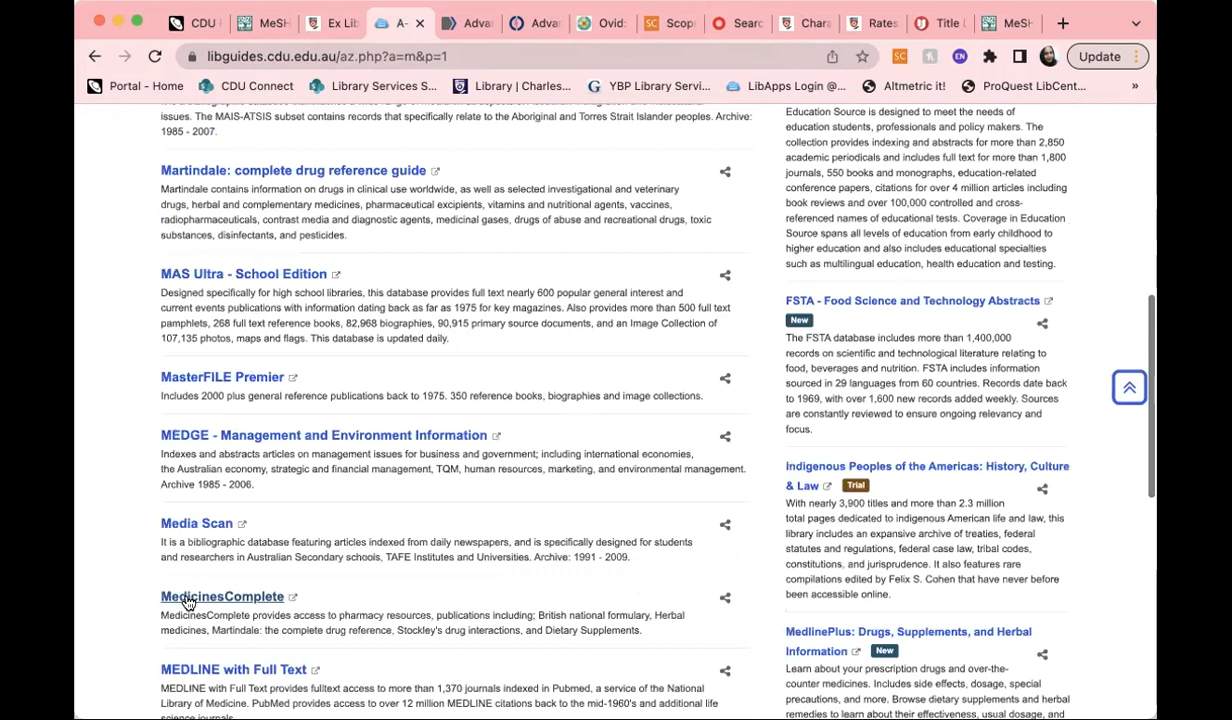 CDU
MeSH
Ex Lib
A-
Advar
Adva
Ovid:
Scop
Searc
Chara
Rates
Title L
MeSH
libguides.cdu.edu.au/az.php?a=m&p=1
SC
EN
Update
Portal - Home
CDU Connect
Library Services S...
Library | Charles...
YBP Library Servi...
LibApps Login @...
Altmetric it!
ProQuest LibCent...
»
issues. The MAIS-ATSIS subset contains records that specifically relate to the Aboriginal and Torres Strait Islander peoples. Archive:
1985 - 2007.
Martindale: complete drug reference guide
Martindale contains information on drugs in clinical use worldwide, as well as selected investigational and veterinary
drugs, herbal and complementary medicines, pharmaceutical excipients, vitamins and nutritional agents, vaccines,
radiopharmaceuticals, contrast media and diagnostic agents, medicinal gases, drugs of abuse and recreational drugs, toxic
substances, disinfectants, and pesticides.
MAS Ultra - School Edition
Designed specifically for high school libraries, this database provides full text nearly 600 popular general interest and
current events publications with information dating back as far as 1975 for key magazines. Also provides more than 500 full text
pamphlets, 268 full text reference books, 82,968 biographies, 90,915 primary source documents, and an Image Collection of
107,135 photos, maps and flags. This database is updated daily.
MasterFILE Premier
Includes 2000 plus general reference publications back to 1975. 350 reference books, biographies and image collections.
MEDGE - Management and Environment Information
Indexes and abstracts articles on management issues for business and government; including international economies,
the Australian economy, strategic and financial management, TQM, human resources, marketing, and environmental management.
Archive 1985 - 2006.
Media Scan
It is a bibliographic database featuring articles indexed from daily newspapers, and is specifically designed for students
and researchers in Australian Secondary schools, TAFE Institutes and Universities. Archive: 1991 - 2009.
MedicinesComplete
MedicinesComplete provides access to pharmacy resources, publications including; British national formulary, Herbal
medicines, Martindale: the complete drug reference, Stockley's drug interactions, and Dietary Supplements.
MEDLINE with Full Text
MEDLINE with Full Text provides fulltext access to more than 1,370 journals indexed in Pubmed, a service of the National
Library of Medicine. PubMed provides access to over 12 million MEDLINE citations back to the mid-1960's and additional life
science journals.
Education Source is designed to meet the needs of
education students, professionals and policy makers. The
collection provides indexing and abstracts for more than 2,850
academic periodicals and includes full text for more than 1,800
journals, 550 books and monographs, education-related
conference papers, citations for over 4 million articles including
book reviews and over 100,000 controlled and cross-
referenced names of educational tests. Coverage in Education
Source spans all levels of education from early childhood to
higher education and also includes educational specialties
such as multilingual education, health education and testing.
FSTA - Food Science and Technology Abstracts
New
The FSTA database includes more than 1,400,000
records on scientific and technological literature relating to
food, beverages and nutrition. FSTA includes information
sourced in 29 languages from 60 countries. Records date back
to 1969, with over 1,600 new records added weekly. Sources
are constantly reviewed to ensure ongoing relevancy and
focus.
Indigenous Peoples of the Americas: History, Culture
& Law Trial
With nearly 3,900 titles and more than 2.3 million
total pages dedicated to indigenous American life and law, this
library includes an expansive archive of treaties, federal
statutes and regulations, federal case law, tribal codes,
constitutions, and jurisprudence. It also features rare
compilations edited by Felix S. Cohen that have never before
been accessible online.
MedlinePlus: Drugs, Supplements, and Herbal
Information New
Learn about your prescription drugs and over-the-
counter medicines. Includes side effects, dosage, special
precautions, and more. Browse dietary supplements and herbal
remedies to learn about their effectiveness, usual dosage, and